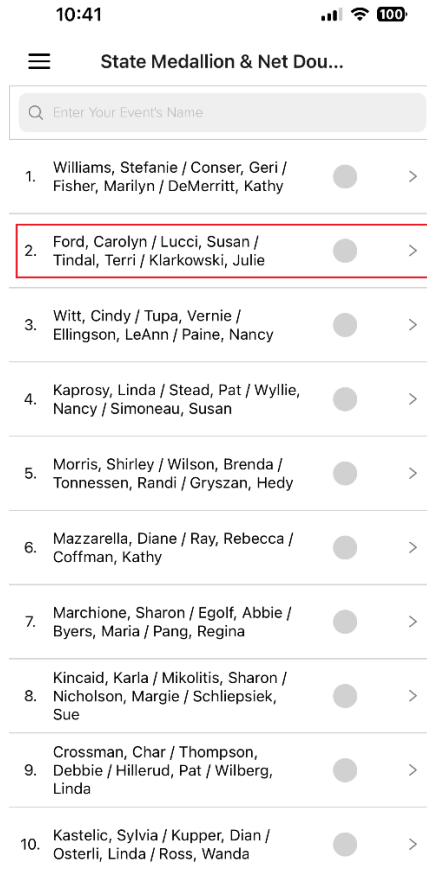 10:41
100
State Medallion & Net Dou...
Enter Your Event's Name
1. Williams, Stefanie / Conser, Geri /
Fisher, Marilyn / DeMerritt, Kathy
2. Ford, Carolyn / Lucci, Susan /
Tindal, Terri / Klarkowski, Julie
3. Witt, Cindy / Tupa, Vernie /
Ellingson, LeAnn / Paine, Nancy
4. Kaprosy, Linda / Stead, Pat / Wyllie,
Nancy / Simoneau, Susan
5. Morris, Shirley / Wilson, Brenda /
Tonnessen, Randi / Gryszan, Hedy
6. Mazzarella, Diane / Ray, Rebecca /
Coffman, Kathy
7. Marchione, Sharon / Egolf, Abbie /
Byers, Maria / Pang, Regina
8. Kincaid, Karla / Mikolitis, Sharon /
Nicholson, Margie / Schliepsiek,
Sue
9. Crossman, Char / Thompson,
Debbie / Hillerud, Pat / Wilberg,
Linda
10. Kastelic, Sylvia / Kupper, Dian /
Osterli, Linda / Ross, Wanda